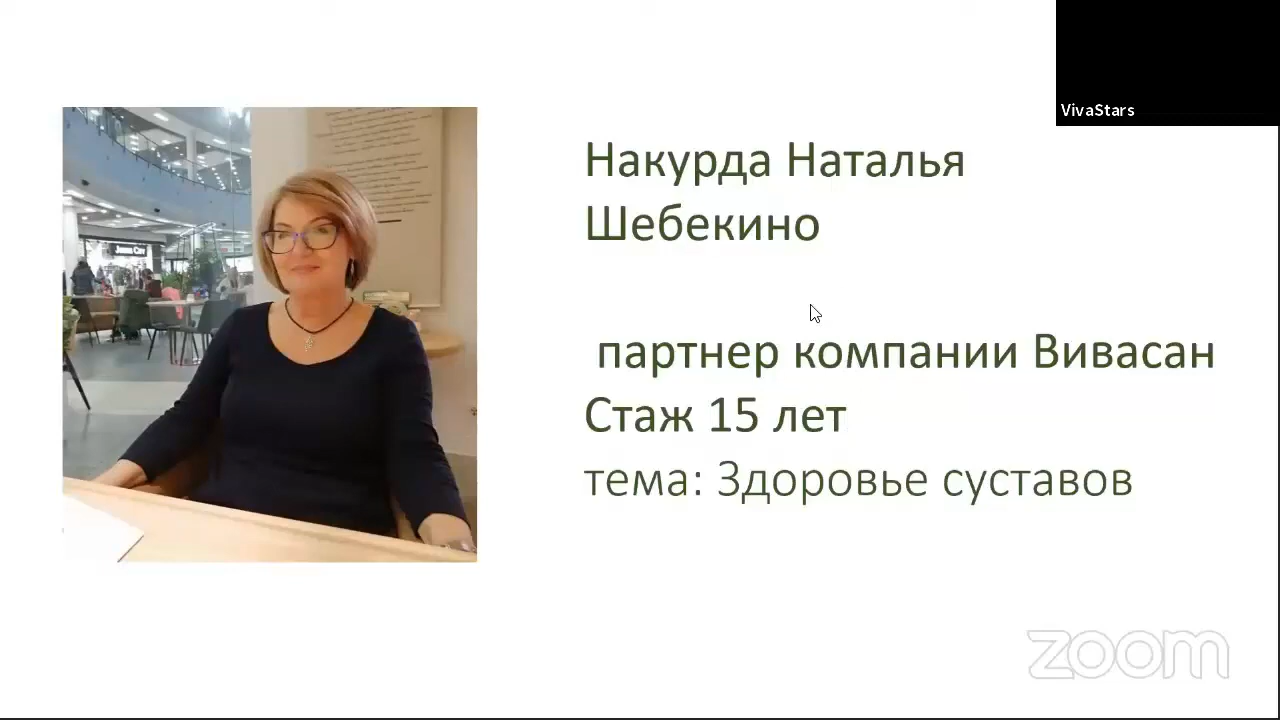 VivaStars
Накурда Наталья
Шебекино
партнер компании Вивасан
Стаж 15 лет
тема: Здоровье суставов
zoom